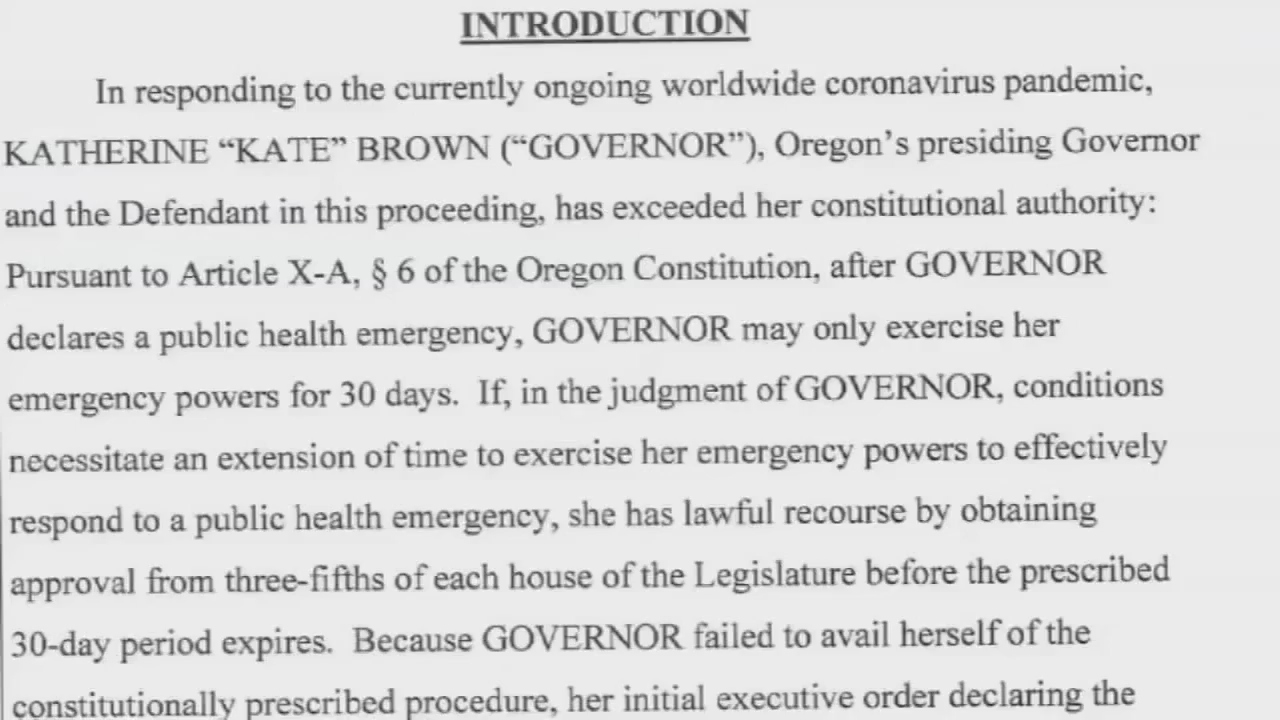 INTRODUCTION
In responding to the currently ongoing worldwide coronavirus pandemic,
KATHERINE “KATE” BROWN (“GOVERNOR”), Oregon’s presiding Governor
and the Defendant in this proceeding, has exceeded her constitutional authority:
Pursuant to Article X-A, § 6 of the Oregon Constitution, after GOVERNOR
declares a public health emergency, GOVERNOR may only exercise her
emergency powers for 30 days.  If, in the judgment of GOVERNOR, conditions
necessitate an extension of time to exercise her emergency powers to effectively
respond to a public health emergency, she has lawful recourse by obtaining
approval from three-fifths of each house of the Legislature before the prescribed
30-day period expires.  Because GOVERNOR failed to avail herself of the
constitutionally prescribed procedure, her initial executive order declaring the